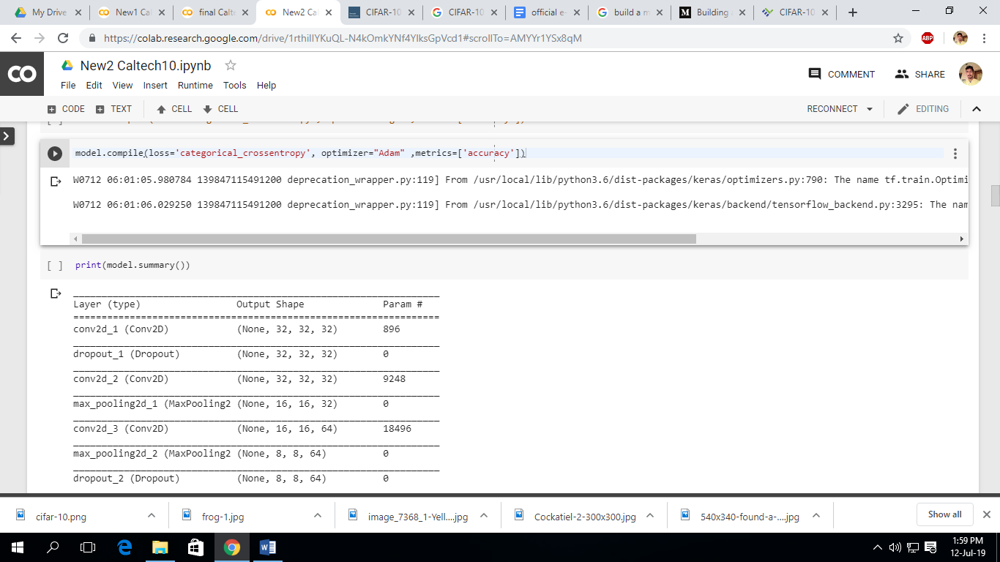 My Drive
New1 Cal
final Calte
New2 Cal
CIFAR-10
CIFAR-10
official e-
build a m
Building
CIFAR-10
https://colab.research.google.com/drive/1rthiIlYKuQL-N4kOmkYNf4YlksGpVcd1#scrollTo=AMYYr1YSx8qM
ABP
CO
New2 Caltech10.ipynb
File Edit View Insert Runtime Tools Help
COMMENT SHARE
CODE TEXT CELL CELL
RECONNECT EDITING
model.compile(loss='categorical_crossentropy', optimizer="Adam" ,metrics=['accuracy'])
W0712 06:01:05.980784 139847115491200 deprecation_wrapper.py:119] From /usr/local/lib/python3.6/dist-packages/keras/optimizers.py:790: The name tf.train.Optimi
W0712 06:01:06.029250 139847115491200 deprecation_wrapper.py:119] From /usr/local/lib/python3.6/dist-packages/keras/backend/tensorflow_backend.py:3295: The nam
[ ] print(model.summary())
_________________________________________________________________
Layer (type) Output Shape Param #
=================================================================
conv2d_1 (Conv2D) (None, 32, 32, 32) 896
_________________________________________________________________
dropout_1 (Dropout) (None, 32, 32, 32) 0
_________________________________________________________________
conv2d_2 (Conv2D) (None, 32, 32, 32) 9248
_________________________________________________________________
max_pooling2d_1 (MaxPooling2 (None, 16, 16, 32) 0
_________________________________________________________________
conv2d_3 (Conv2D) (None, 16, 16, 64) 18496
_________________________________________________________________
max_pooling2d_2 (MaxPooling2 (None, 8, 8, 64) 0
_________________________________________________________________
dropout_2 (Dropout) (None, 8, 8, 64) 0
cifar-10.png
frog-1.jpg
image_7368_1-Yell....jpg
Cockatiel-2-300x300.jpg
540x340-found-a-....jpg
Show all
1:59 PM
12-Jul-19